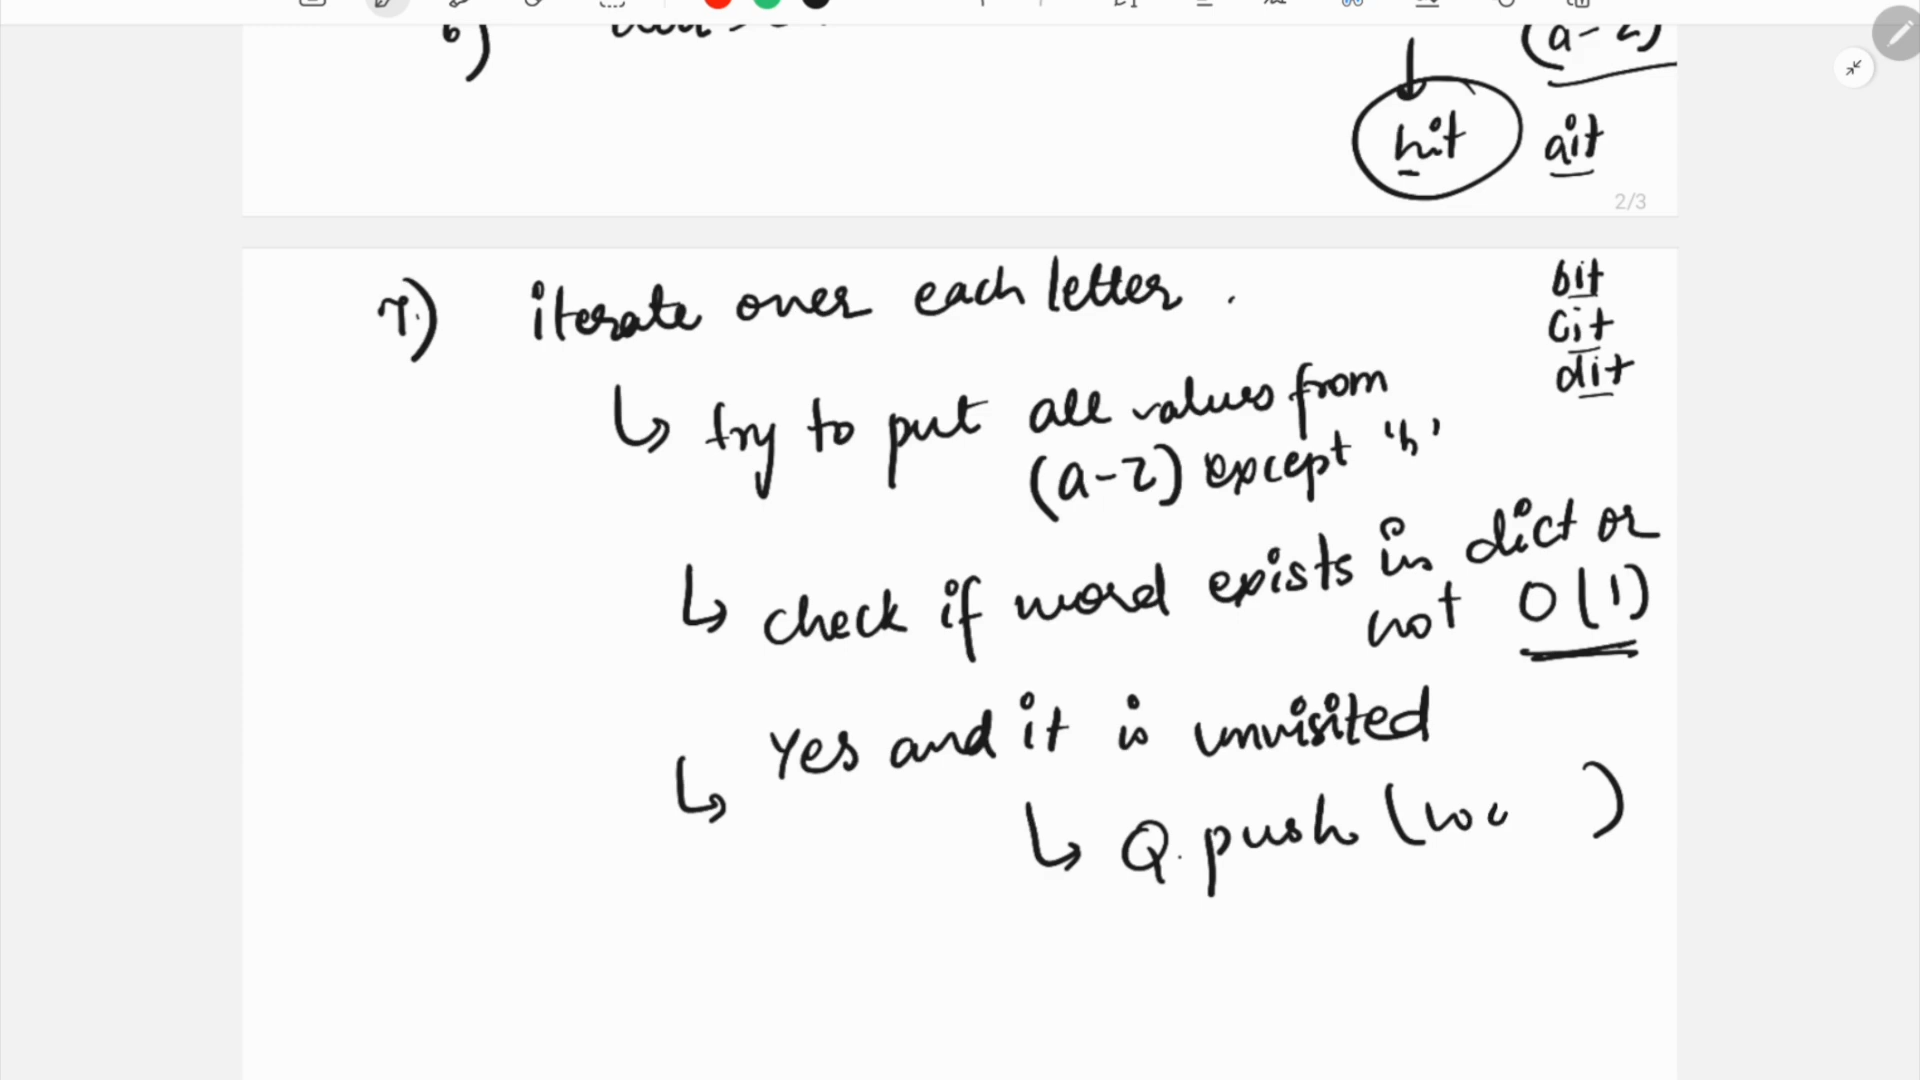 6)
(a-z)
hit ait
2/3
7.) iterate over each letter.
bit
cit
dit
↳ try to put all values from
(a-z) except 'h'
↳ check if word exists in dict or
not O(1)
↳ Yes and it is unvisited
↳ Q.push( )